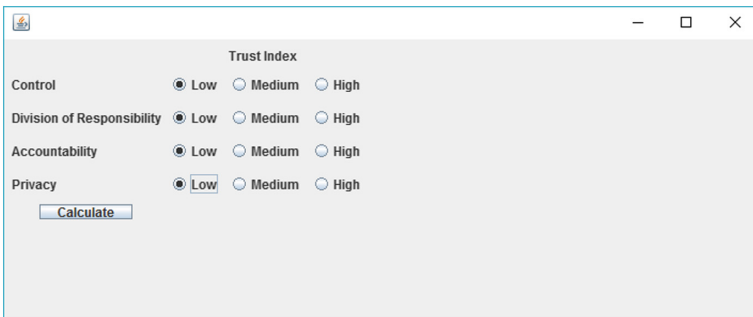 Trust Index
Control Low Medium High
Division of Responsibility Low Medium High
Accountability Low Medium High
Privacy Low Medium High
Calculate